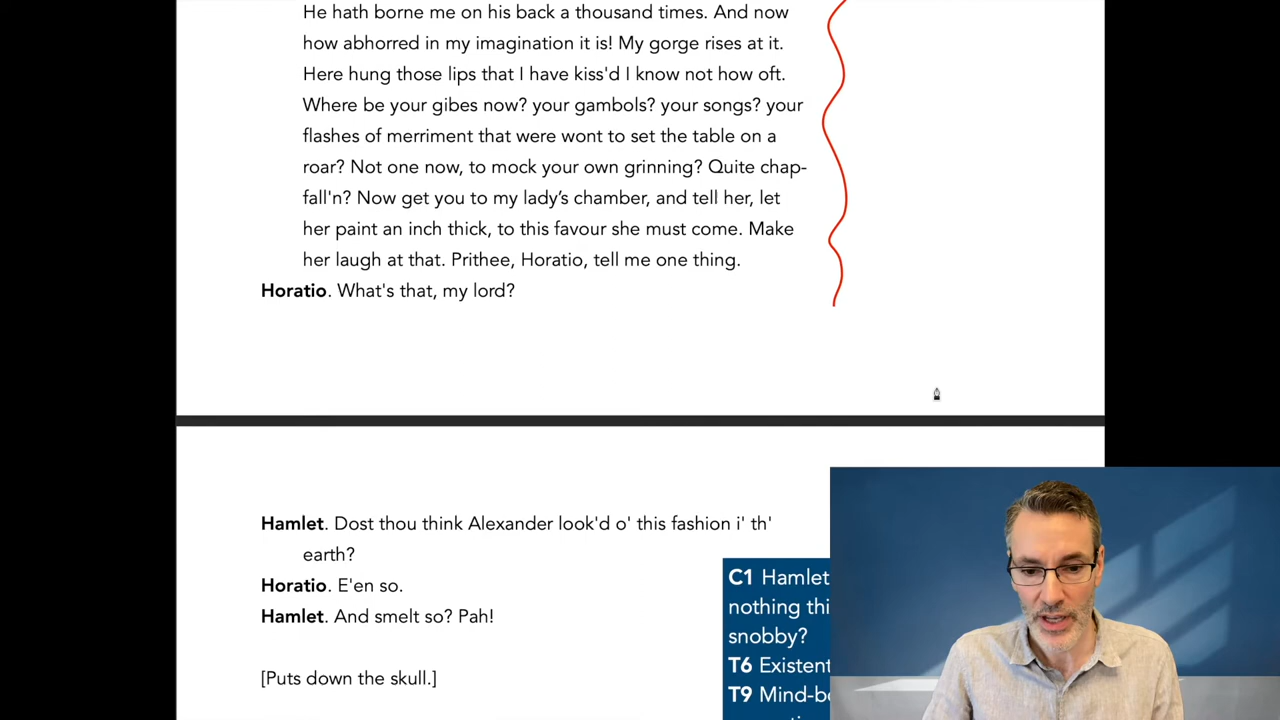 He hath borne me on his back a thousand times. And now
how abhorred in my imagination it is! My gorge rises at it.
Here hung those lips that I have kiss'd I know not how oft.
Where be your gibes now? your gambols? your songs? your
flashes of merriment that were wont to set the table on a
roar? Not one now, to mock your own grinning? Quite chap-
fall'n? Now get you to my lady's chamber, and tell her, let
her paint an inch thick, to this favour she must come. Make
her laugh at that. Prithee, Horatio, tell me one thing.
Horatio. What's that, my lord?
Hamlet. Dost thou think Alexander look'd o' this fashion i' th'
earth?
Horatio. E'en so.
Hamlet. And smelt so? Pah!
[Puts down the skull.]
C1 Hamlet
nothing thi
snobby?
T6 Existent
T9 Mind-b